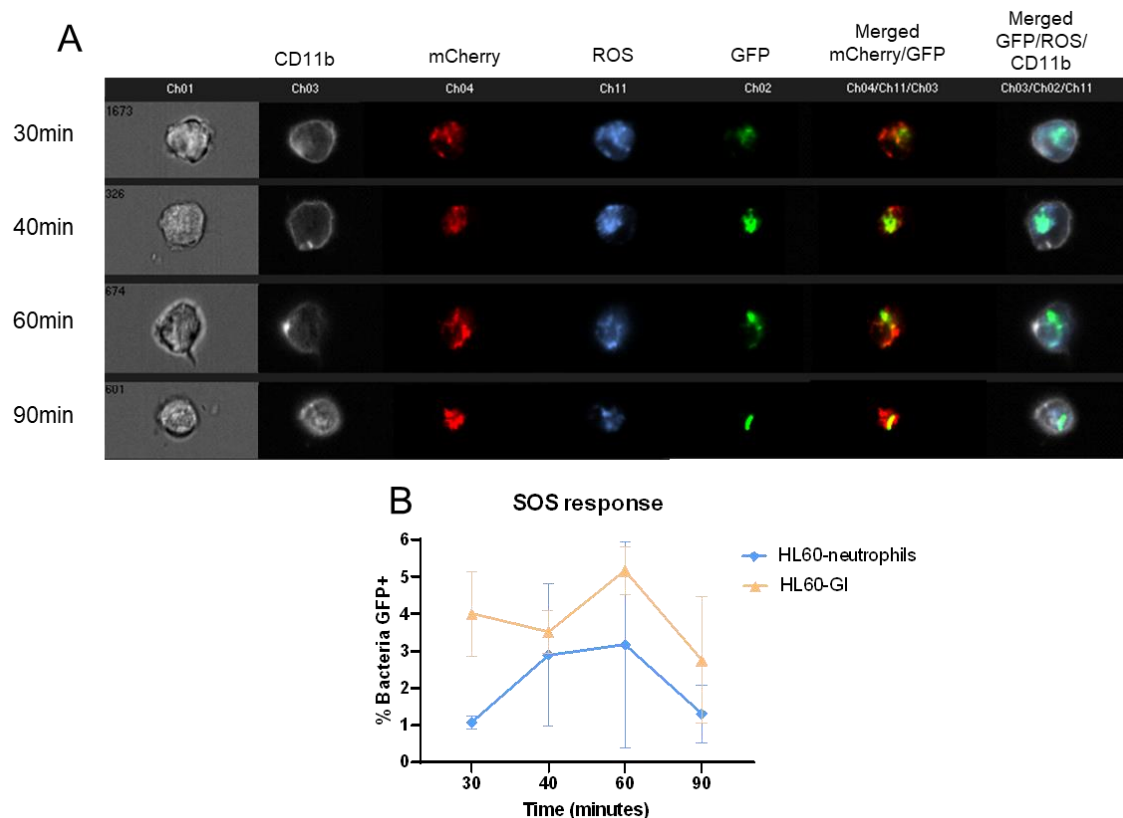 A
CD11b
mCherry
ROS
GFP
Merged
mCherry/GFP
Merged
GFP/ROS/
CD11b
Ch01
Ch03
Ch04
Ch11
Ch02
Ch04/Ch11/Ch03
Ch03/Ch02/Ch11
30min
1673
40min
326
60min
674
90min
601
B
SOS response
% Bacteria GFP+
6
5
4
3
2
1
0
30
40
60
90
Time (minutes)
HL60-neutrophils
HL60-GI